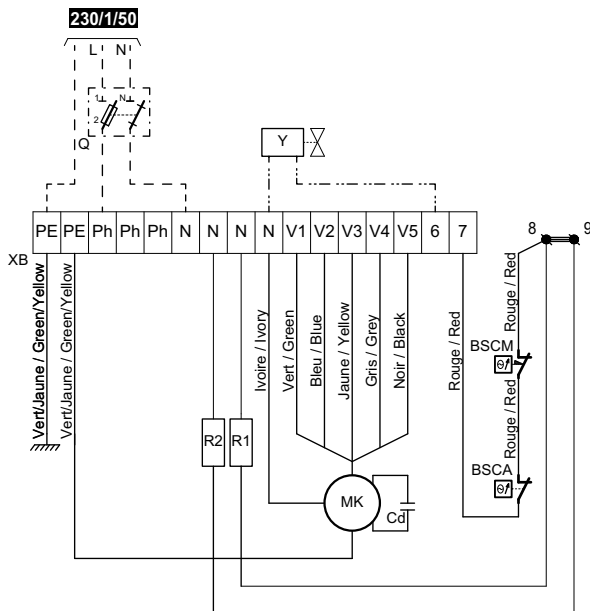 230/1/50
L N
1 N
2
Q
Y
PE PE Ph Ph Ph N N N N V1 V2 V3 V4 V5 6 7
8 9
XB
Vert/Jaune / Green/Yellow
Vert/Jaune / Green/Yellow
Ivoire / Ivory
Vert / Green
Bleu / Blue
Jaune / Yellow
Gris / Grey
Noir / Black
Rouge / Red
Rouge / Red
BSCM
Rouge / Red
BSCA
R2 R1
MK
Cd